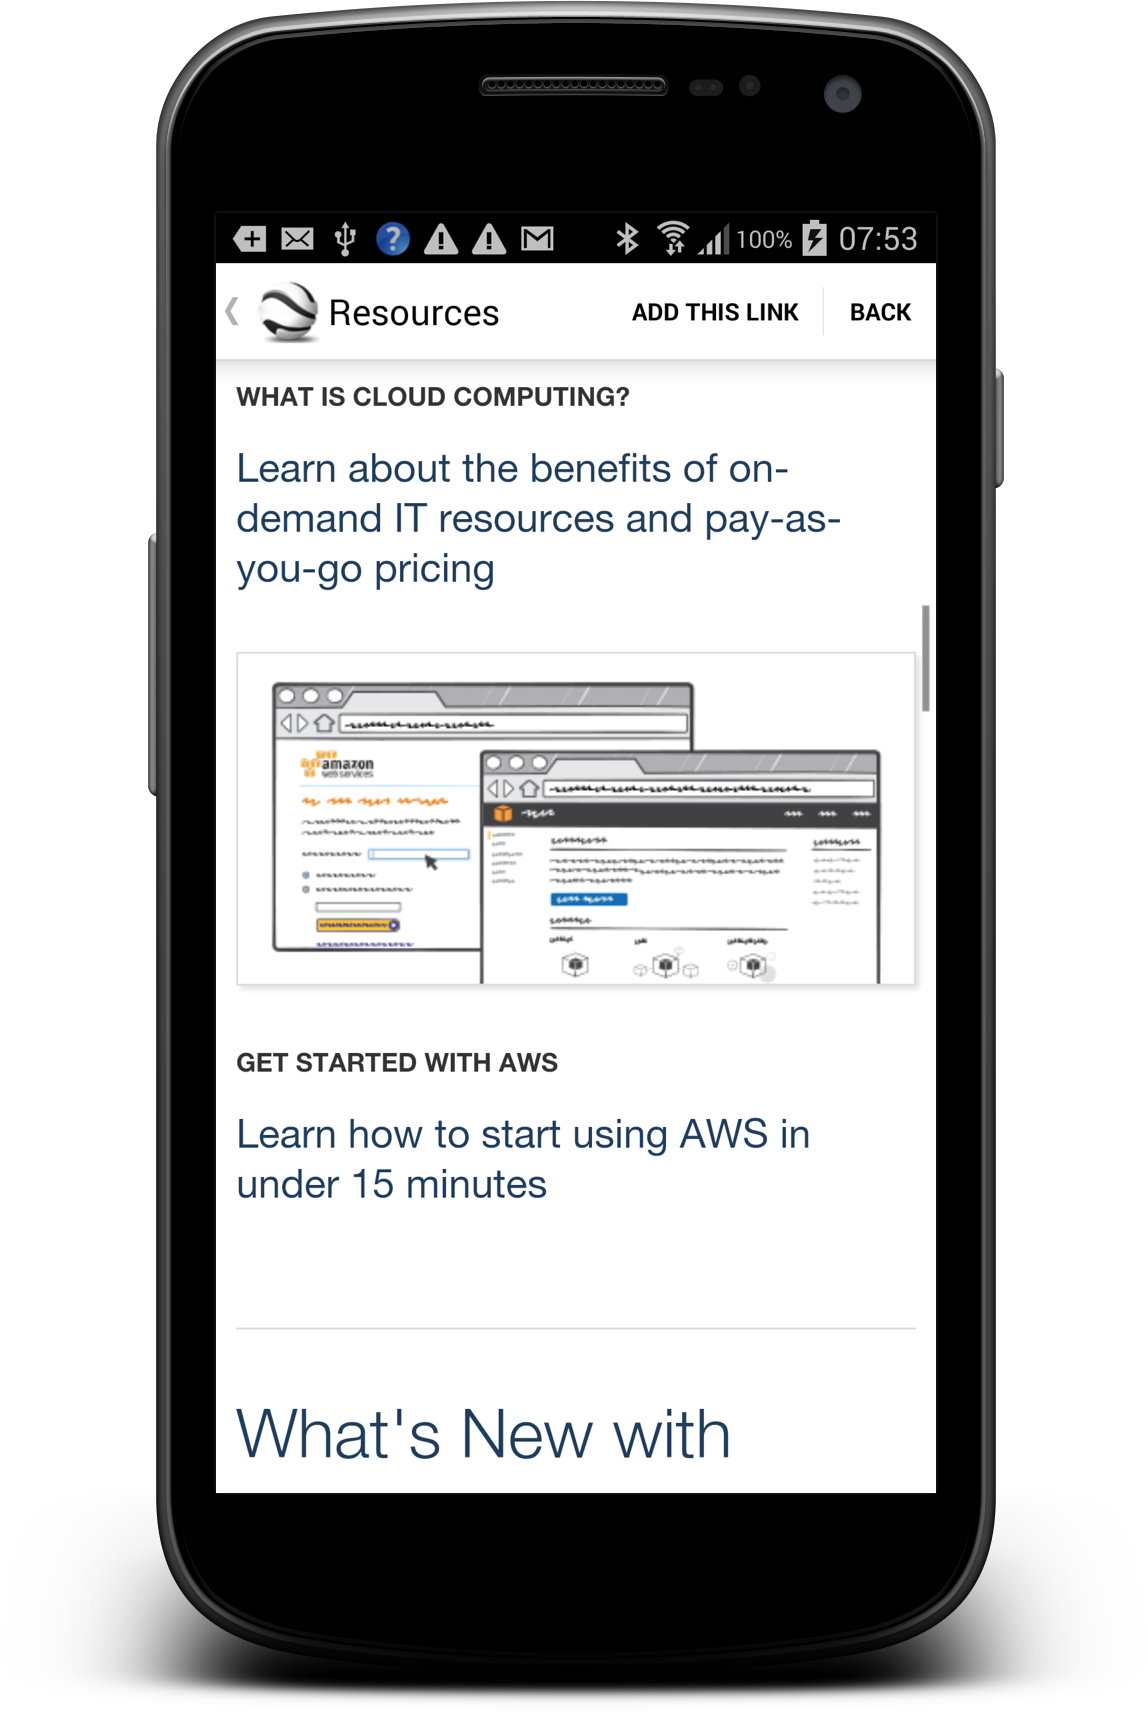 100%
07:53
Resources
ADD THIS LINK
BACK
WHAT IS CLOUD COMPUTING?
Learn about the benefits of on-
demand IT resources and pay-as-
you-go pricing
amazon
webservices
GET STARTED WITH AWS
Learn how to start using AWS in
under 15 minutes
What's New with